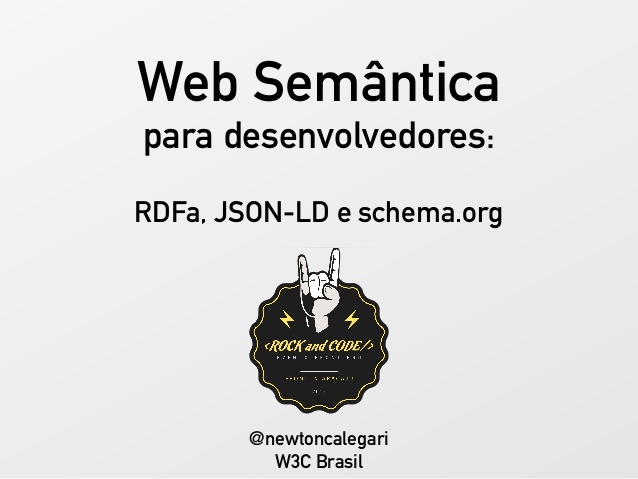 Web Semântica
para desenvolvedores:
RDFa, JSON-LD e schema.org
<ROCK and CODE/>
@newtoncalegari
W3C Brasil